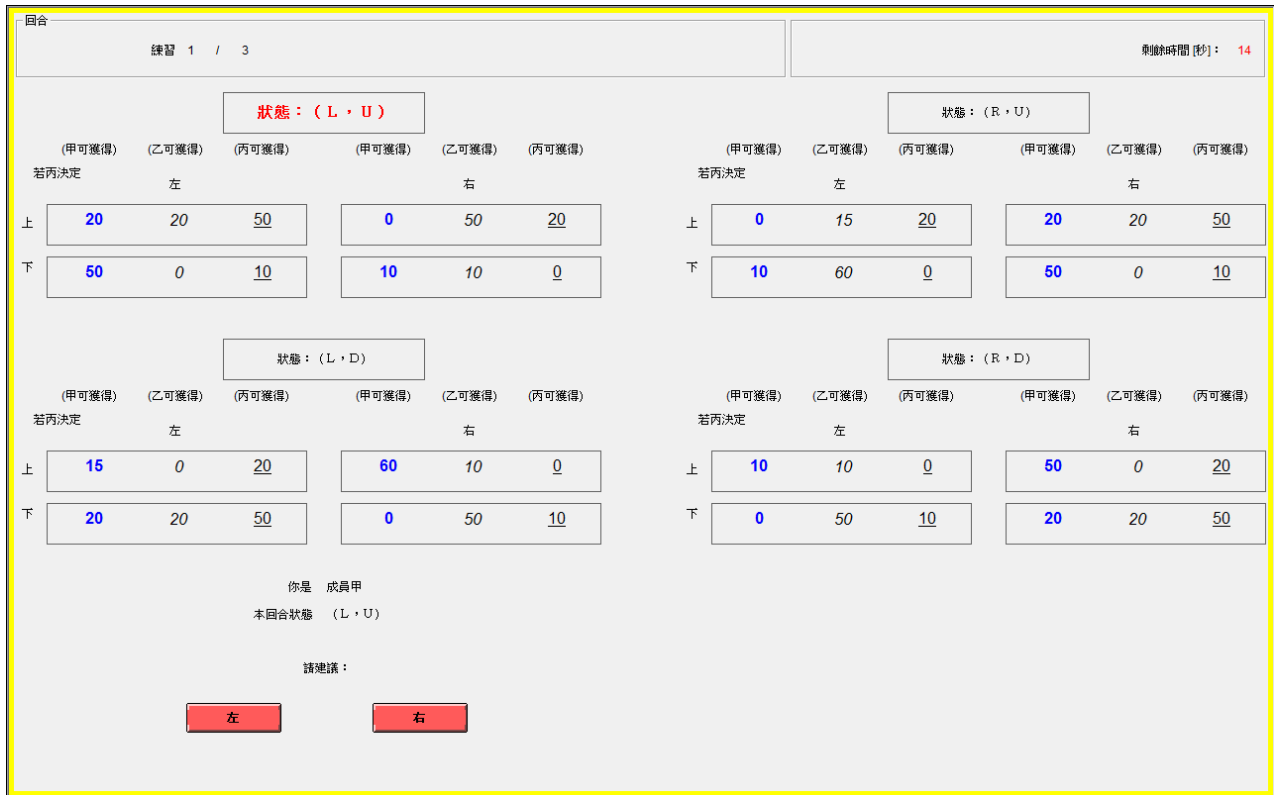 回合
練習 1 / 3
剩餘時間 [秒]： 14
狀態：(L，U)
(甲可獲得) (乙可獲得) (丙可獲得) (甲可獲得) (乙可獲得) (丙可獲得)
若丙決定
左 右
上 20 20 50 0 50 20
下 50 0 10 10 10 0
狀態：(R，U)
(甲可獲得) (乙可獲得) (丙可獲得) (甲可獲得) (乙可獲得) (丙可獲得)
若丙決定
左 右
上 0 15 20 20 20 50
下 10 60 0 50 0 10
狀態：(L，D)
(甲可獲得) (乙可獲得) (丙可獲得) (甲可獲得) (乙可獲得) (丙可獲得)
若丙決定
左 右
上 15 0 20 60 10 0
下 20 20 50 0 50 10
狀態：(R，D)
(甲可獲得) (乙可獲得) (丙可獲得) (甲可獲得) (乙可獲得) (丙可獲得)
若丙決定
左 右
上 10 10 0 50 0 20
下 0 50 10 20 20 50
你是 成員甲
本回合狀態 (L，U)
請建議：
左 右